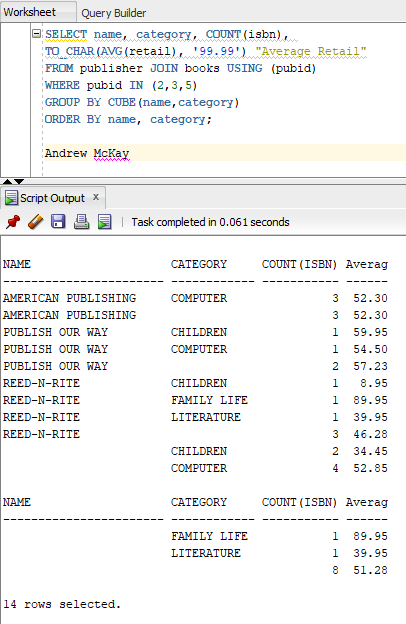 Worksheet Query Builder
SELECT name, category, COUNT(isbn),
TO_CHAR(AVG(retail), '99.99') "Average Retail"
FROM publisher JOIN books USING (pubid)
WHERE pubid IN (2,3,5)
GROUP BY CUBE(name,category)
ORDER BY name, category;
Andrew McKay
Script Output x
Task completed in 0.061 seconds
NAME CATEGORY COUNT(ISBN) Averag
----------------------- ------------ ----------- ------
AMERICAN PUBLISHING COMPUTER 3 52.30
AMERICAN PUBLISHING 3 52.30
PUBLISH OUR WAY CHILDREN 1 59.95
PUBLISH OUR WAY COMPUTER 1 54.50
PUBLISH OUR WAY 2 57.23
REED-N-RITE CHILDREN 1 8.95
REED-N-RITE FAMILY LIFE 1 89.95
REED-N-RITE LITERATURE 1 39.95
REED-N-RITE 3 46.28
CHILDREN 2 34.45
COMPUTER 4 52.85
NAME CATEGORY COUNT(ISBN) Averag
----------------------- ------------ ----------- ------
FAMILY LIFE 1 89.95
LITERATURE 1 39.95
8 51.28
14 rows selected.